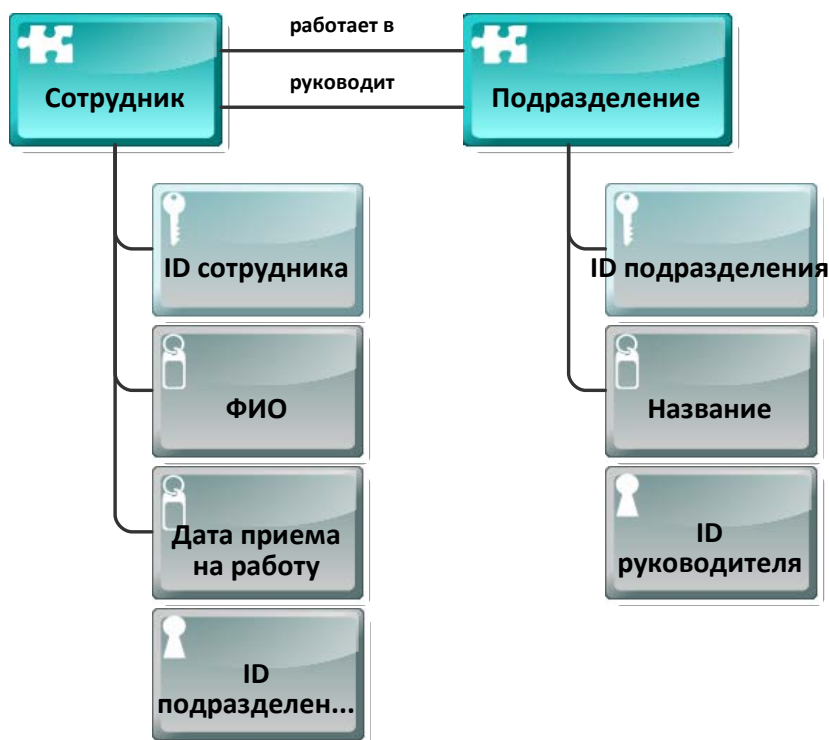 работает в
руководит
Сотрудник
Подразделение
ID сотрудника
ID подразделения
ФИО
Название
Дата приема
на работу
ID
руководителя
ID
подразделен...